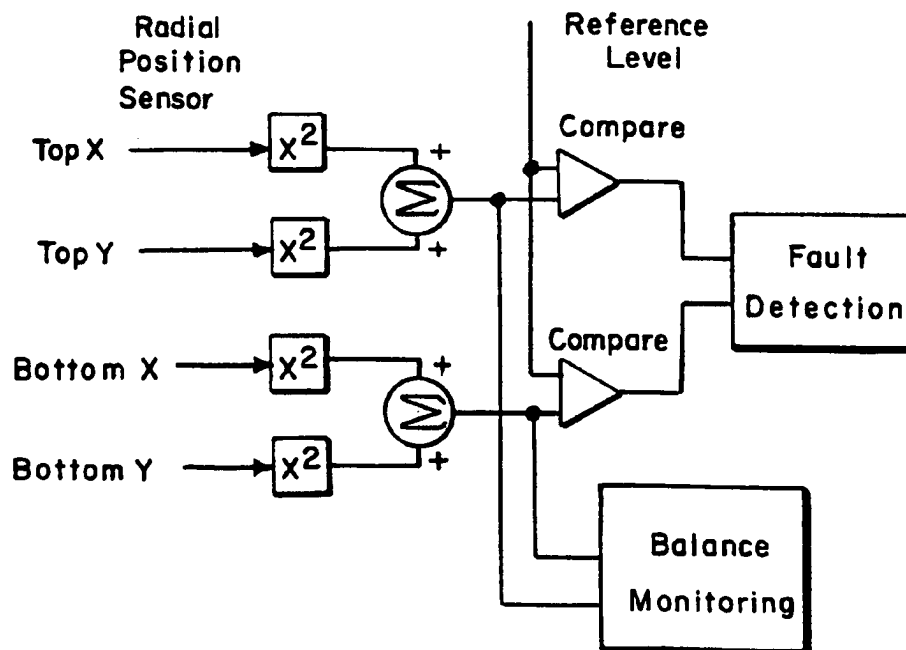 Radial
Position
Sensor
Reference
Level
Compare
Top X
X²
+
Σ
+
Top Y
X²
Fault
Detection
Compare
Bottom X
X²
+
Σ
+
Bottom Y
X²
Balance
Monitoring